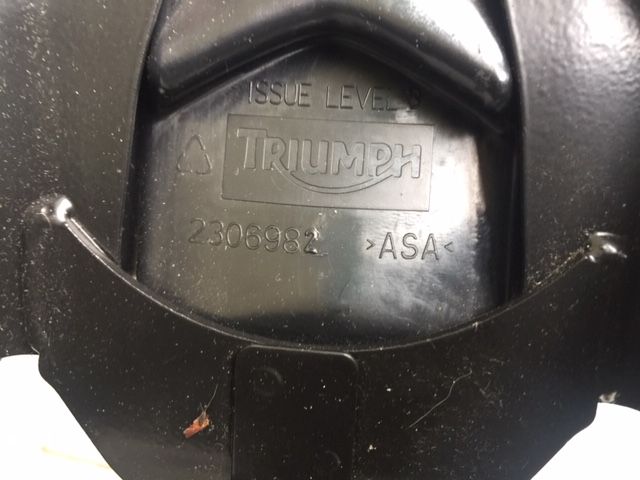 ISSUE LEVEL B
TRIUMPH
2306982 >ASA<